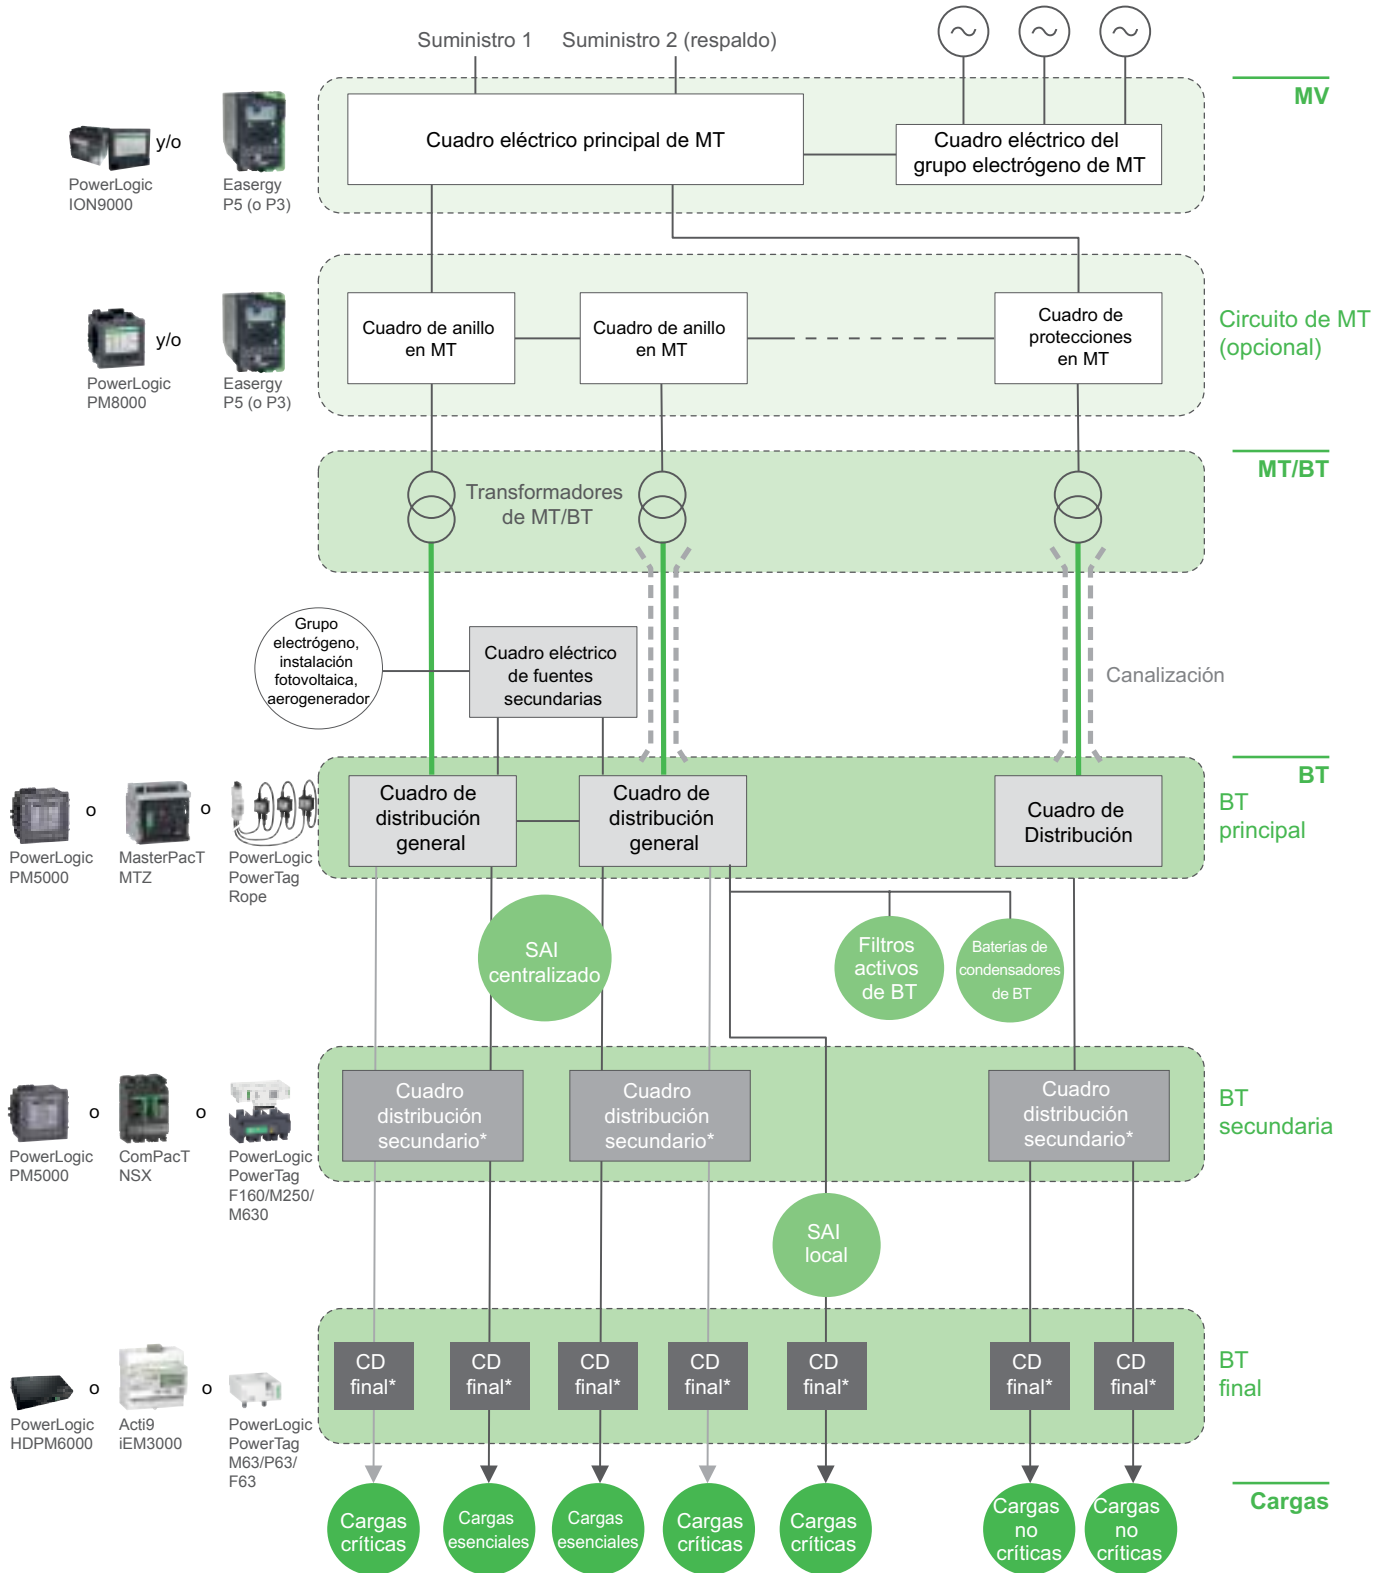 Suministro 1
Suministro 2 (respaldo)
MV
Cuadro eléctrico principal de MT
Cuadro eléctrico del
grupo electrógeno de MT
y/o
PowerLogic
ION9000
Easergy
P5 (o P3)
Cuadro de anillo
en MT
Cuadro de anillo
en MT
Cuadro de
protecciones
en MT
Circuito de MT
(opcional)
y/o
PowerLogic
PM8000
Easergy
P5 (o P3)
MT/BT
Transformadores
de MT/BT
Grupo
electrógeno,
instalación
fotovoltaica,
aerogenerador
Cuadro eléctrico
de fuentes
secundarias
Canalización
BT
BT
principal
Cuadro de
distribución
general
Cuadro de
distribución
general
Cuadro de
Distribución
o
o
PowerLogic
PM5000
MasterPacT
MTZ
PowerLogic
PowerTag
Rope
SAI
centralizado
Filtros
activos
de BT
Baterías de
condensadores
de BT
Cuadro
distribución
secundario*
Cuadro
distribución
secundario*
Cuadro
distribución
secundario*
BT
secundaria
o
o
PowerLogic
PM5000
ComPacT
NSX
PowerLogic
PowerTag
F160/M250/
M630
SAI
local
CD
final*
CD
final*
CD
final*
CD
final*
CD
final*
CD
final*
CD
final*
BT
final
o
o
PowerLogic
HDPM6000
Acti9
iEM3000
PowerLogic
PowerTag
M63/P63/
F63
Cargas
Cargas
críticas
Cargas
esenciales
Cargas
esenciales
Cargas
críticas
Cargas
críticas
Cargas
no
críticas
Cargas
no
críticas